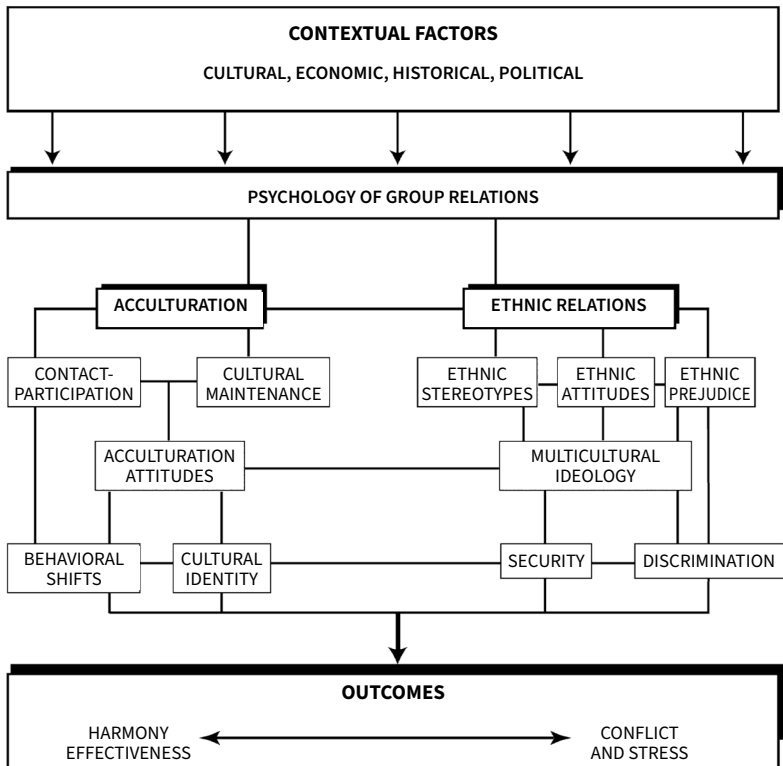 CONTEXTUAL FACTORS
CULTURAL, ECONOMIC, HISTORICAL, POLITICAL
PSYCHOLOGY OF GROUP RELATIONS
ACCULTURATION
ETHNIC RELATIONS
CONTACT-
PARTICIPATION
CULTURAL
MAINTENANCE
ETHNIC
STEREOTYPES
ETHNIC
ATTITUDES
ETHNIC
PREJUDICE
ACCULTURATION
ATTITUDES
MULTICULTURAL
IDEOLOGY
BEHAVIORAL
SHIFTS
CULTURAL
IDENTITY
SECURITY
DISCRIMINATION
OUTCOMES
HARMONY
EFFECTIVENESS
CONFLICT
AND STRESS